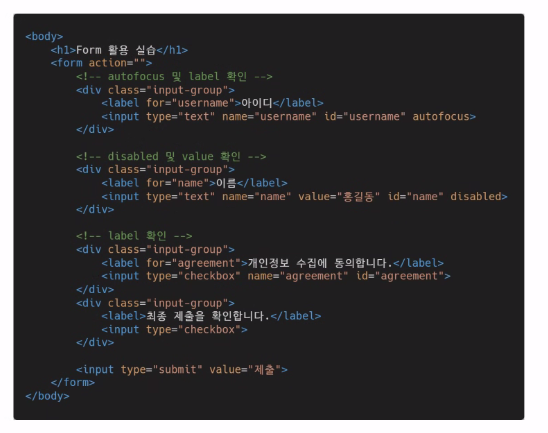 <body>
<h1>Form 활용 실습</h1>
<form action="">
<!-- autofocus 및 label 확인 -->
<div class="input-group">
<label for="username">아이디</label>
<input type="text" name="username" id="username" autofocus>
</div>
<!-- disabled 및 value 확인 -->
<div class="input-group">
<label for="name">이름</label>
<input type="text" name="name" value="홍길동" id="name" disabled>
</div>
<!-- label 확인 -->
<div class="input-group">
<label for="agreement">개인정보 수집에 동의합니다.</label>
<input type="checkbox" name="agreement" id="agreement">
</div>
<div class="input-group">
<label>최종 제출을 확인합니다.</label>
<input type="checkbox">
</div>
<input type="submit" value="제출">
</form>
</body>